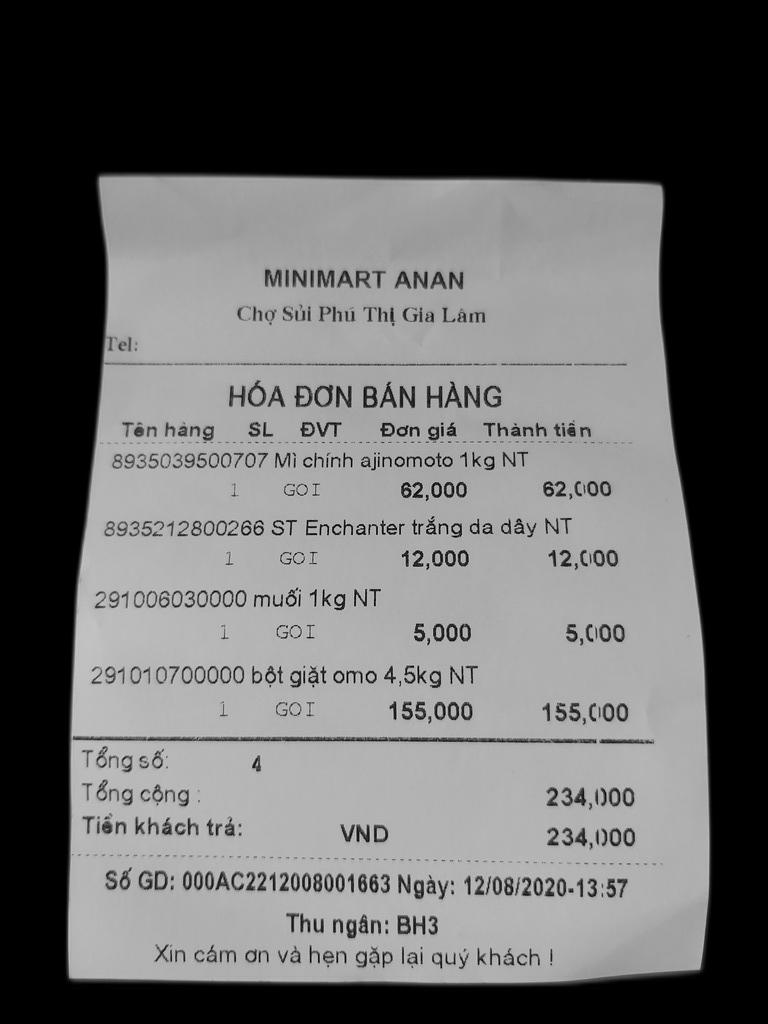 MINIMART ANAN
Chợ Sủi Phú Thị Gia Lâm
Tel:
HÓA ĐƠN BÁN HÀNG
Tên hàng SL ĐVT Đơn giá Thành tiền
8935039500707 Mì chính ajinomoto 1kg NT
1 GOI 62,000 62,000
8935212800266 ST Enchanter trắng da dây NT
1 GOI 12,000 12,000
291006030000 muối 1kg NT
1 GOI 5,000 5,000
291010700000 bột giặt omo 4,5kg NT
1 GOI 155,000 155,000
Tổng số: 4
Tổng cộng : 234,000
Tiền khách trả: VND 234,000
Số GD: 000AC2212008001663 Ngày: 12/08/2020-13:57
Thu ngân: BH3
Xin cám ơn và hẹn gặp lại quý khách !